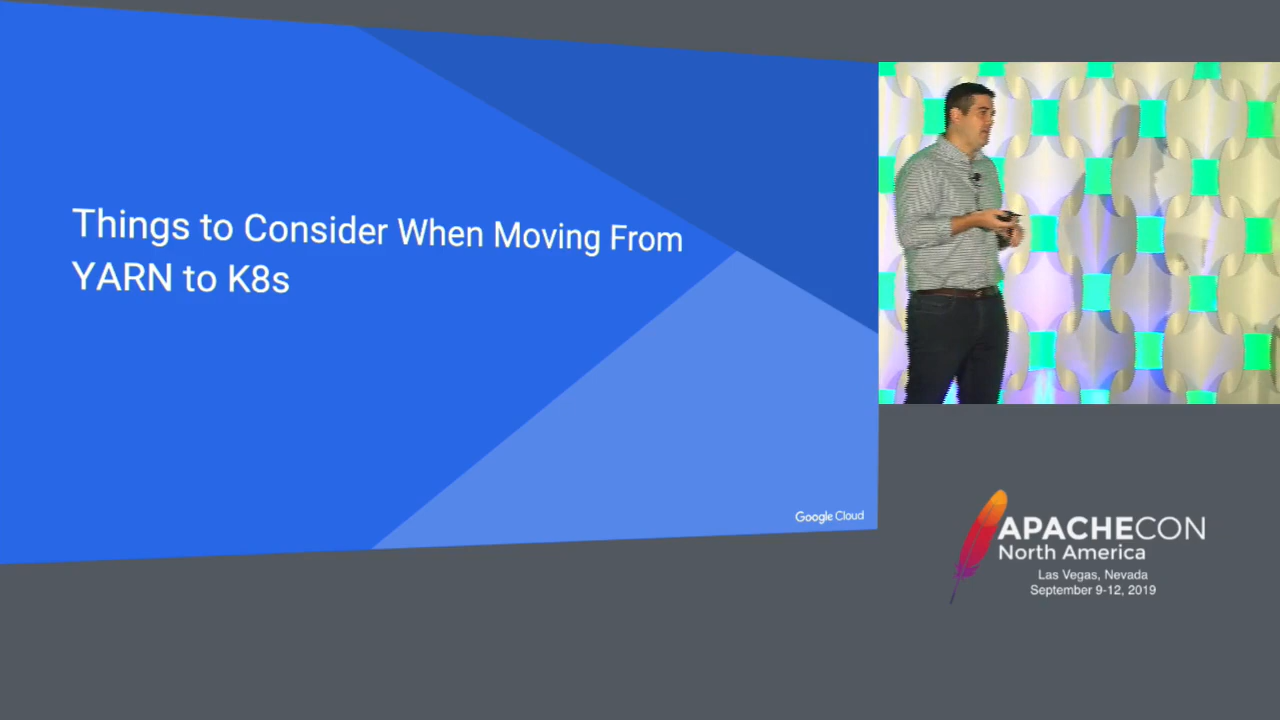 Things to Consider When Moving From
YARN to K8s
Google Cloud
APACHECON
North America
Las Vegas, Nevada
September 9-12, 2019